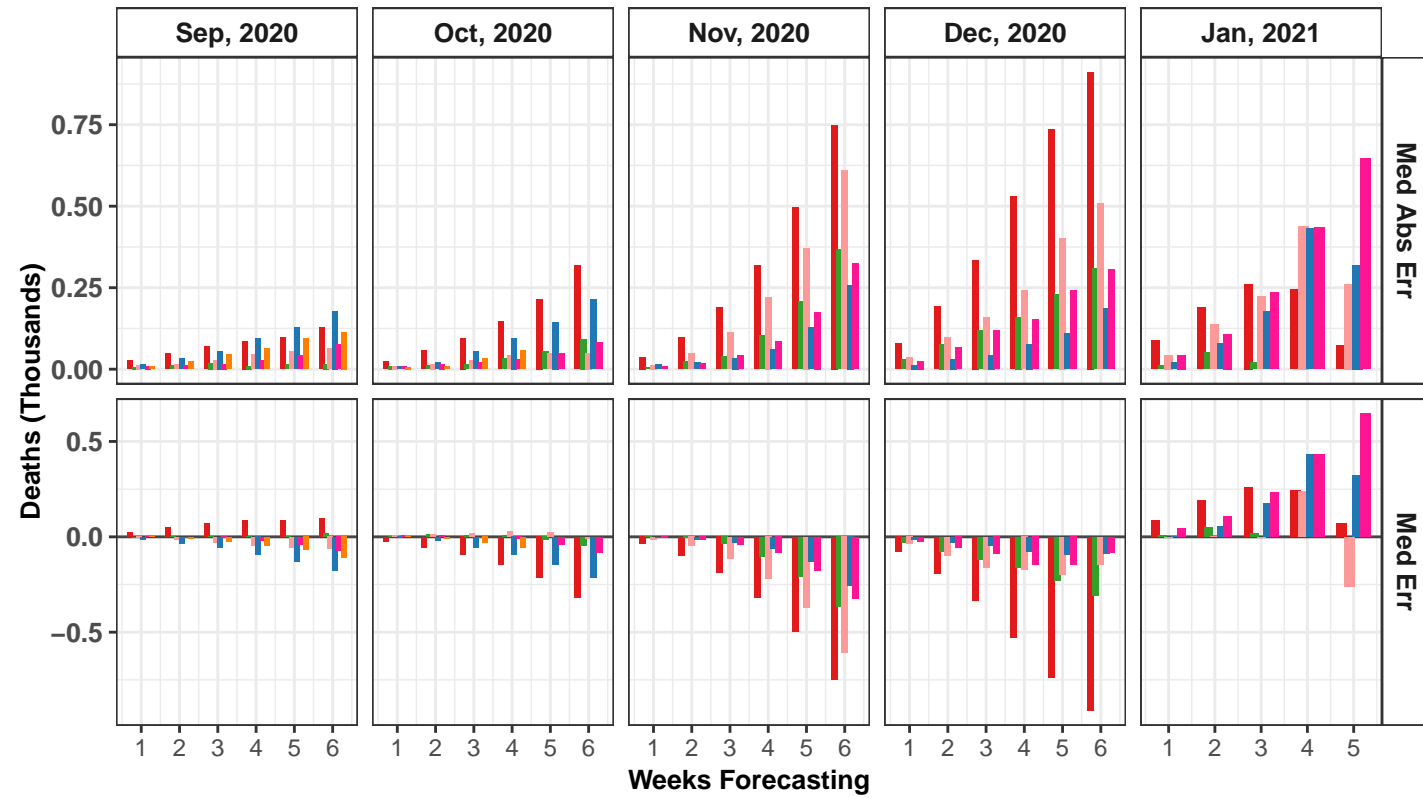 Sep, 2020 Oct, 2020 Nov, 2020 Dec, 2020 Jan, 2021
Deaths (Thousands)
0.75
0.50
0.25
0.00
Med Abs Err
0.5
0.0
−0.5
Med Err
1 2 3 4 5 6 1 2 3 4 5 6 1 2 3 4 5 6 1 2 3 4 5 6 1 2 3 4 5
Weeks Forecasting